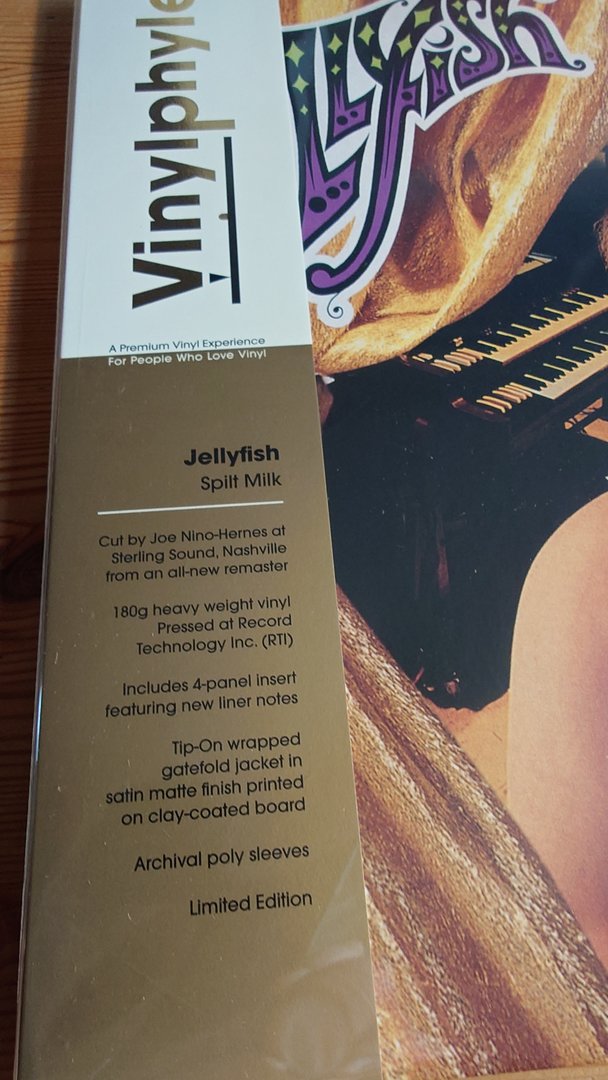 Vinylphyle
A Premium Vinyl Experience
For People Who Love Vinyl
Jellyfish
Spilt Milk
Cut by Joe Nino-Hernes at
Sterling Sound, Nashville
from an all-new remaster
180g heavy weight vinyl
Pressed at Record
Technology Inc. (RTI)
Includes 4-panel insert
featuring new liner notes
Tip-On wrapped
gatefold jacket in
satin matte finish printed
on clay-coated board
Archival poly sleeves
Limited Edition
LLyfish